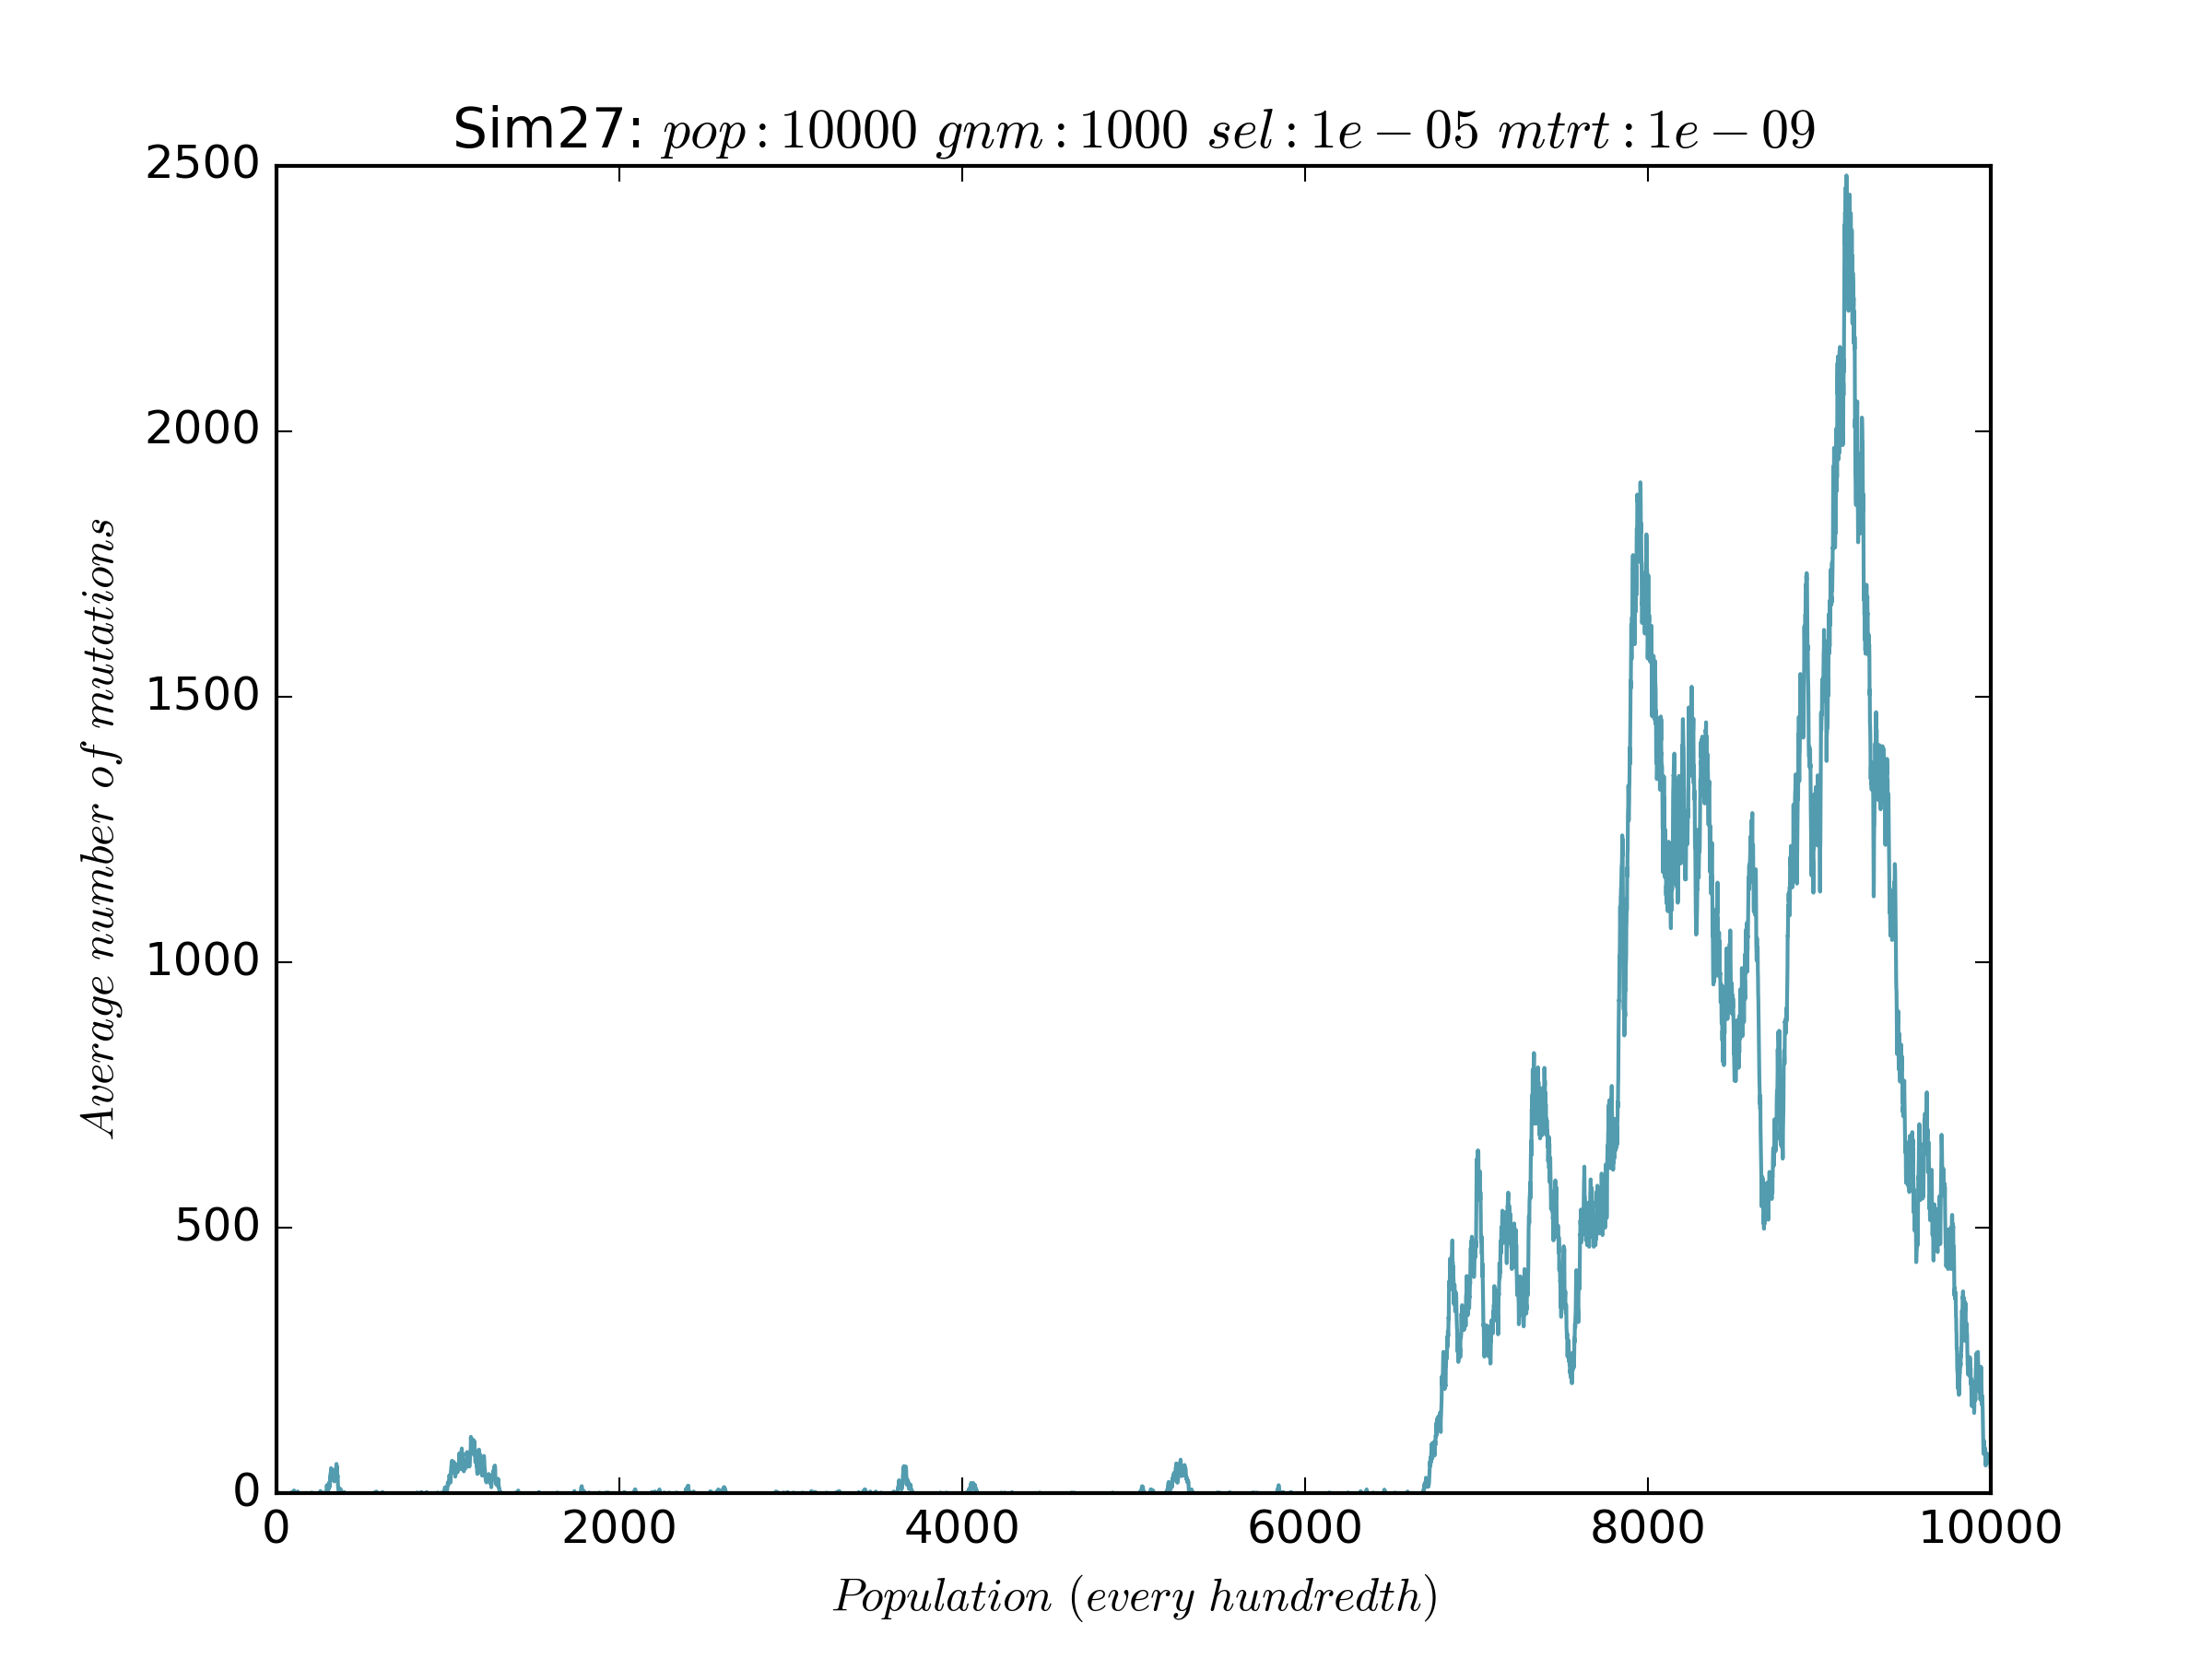 Sim27: pop : 10000 gnm : 1000 sel : 1e − 05 mtrt : 1e − 09
2500
2000
1500
1000
500
0
Average number of mutations
0 2000 4000 6000 8000 10000
Population (every hundredth)